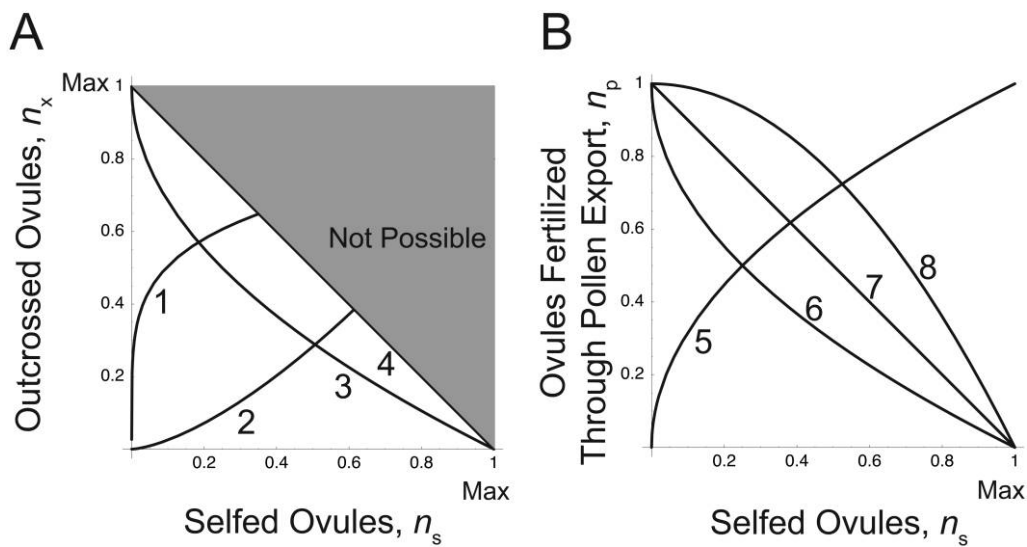 A
Outcrossed Ovules, nx
Max 1
0.8
0.6
0.4
0.2
Not Possible
1
2
3
4
0.2 0.4 0.6 0.8 1
Max
Selfed Ovules, ns
B
Ovules Fertilized
Through Pollen Export, np
1
0.8
0.6
0.4
0.2
5
6
7
8
0.2 0.4 0.6 0.8 1
Max
Selfed Ovules, ns